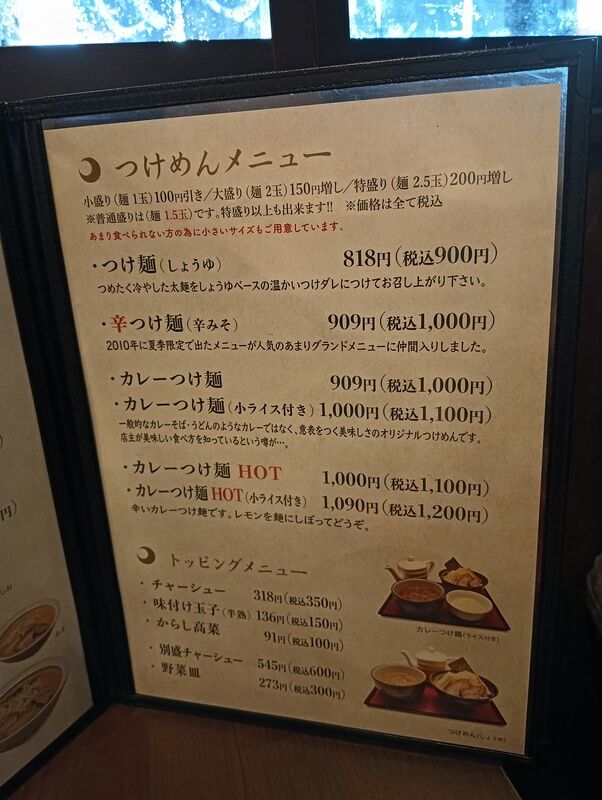 つけめんメニュー
小盛り(麺 1玉)100円引き/大盛り(麺 2玉)150円増し/特盛り(麺 2.5玉)200円増し
※普通盛りは(麺 1.5玉)です。特盛り以上も出来ます!! ※価格は全て税込
あまり食べられない方の為に小さいサイズもご用意しています。
・つけ麺(しょうゆ) 818円(税込900円)
つめたく冷やした太麺をしょうゆベースの温かいつけダレにつけてお召し上がり下さい。
・辛つけ麺(辛みそ) 909円(税込1,000円)
2010年に夏季限定で出たメニューが人気のあまりグランドメニューに仲間入りしました。
・カレーつけ麺 909円(税込1,000円)
・カレーつけ麺(小ライス付き) 1,000円(税込1,100円)
一般的なカレーそば・うどんのようなカレーではなく、意表をつく美味しさのオリジナルつけめんです。
店主が美味しい食べ方を知っているという噂が…。
・カレーつけ麺 HOT 1,000円(税込1,100円)
・カレーつけ麺 HOT(小ライス付き) 1,090円(税込1,200円)
辛いカレーつけ麺です。レモンを麺にしぼってどうぞ。
トッピングメニュー
・チャーシュー 318円(税込350円)
・味付け玉子(半熟) 136円(税込150円)
・からし高菜 91円(税込100円)
・別盛チャーシュー 545円(税込600円)
・野菜皿 273円(税込300円)
カレーつけ麺(ライス付き)
つけめん(しょうゆ)